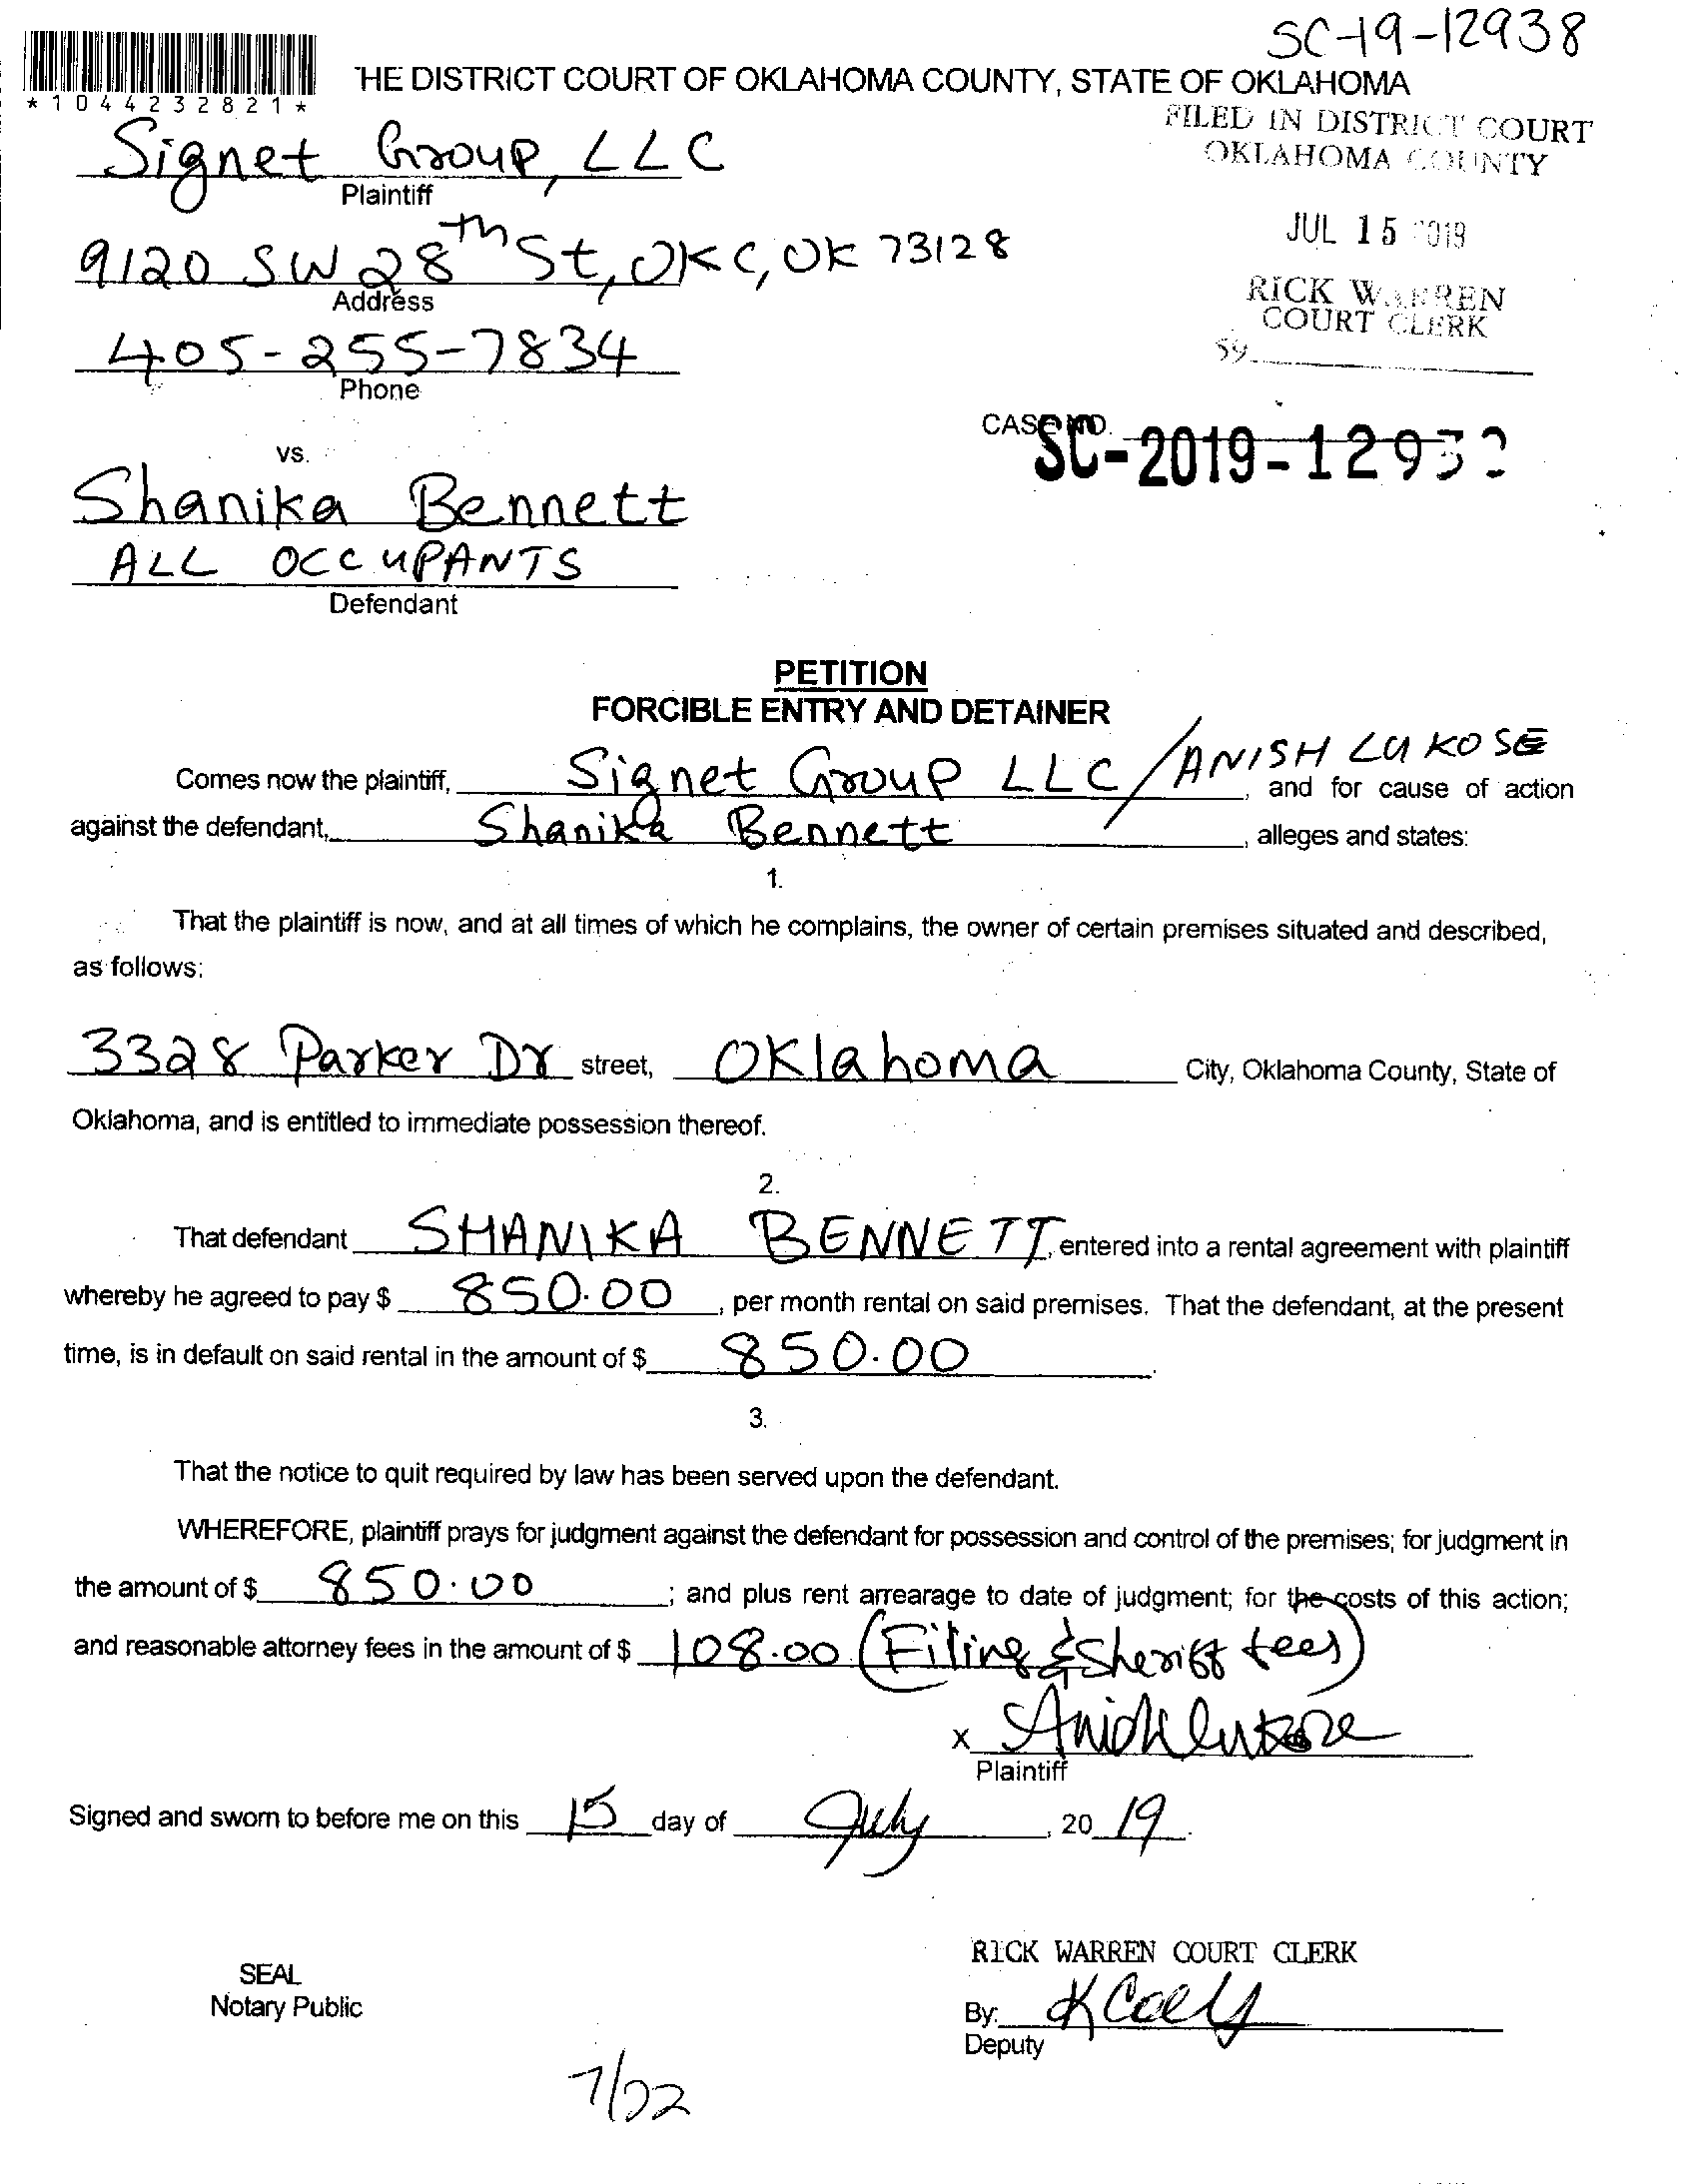 SC-19-12938
*1044232821*
THE DISTRICT COURT OF OKLAHOMA COUNTY, STATE OF OKLAHOMA
FILED IN DISTRICT COURT
OKLAHOMA COUNTY
Signet Group, LLC
Plaintiff
JUL 15 2019
9120 SW 28th St, OKC, OK 73128
Address
RICK WARREN
COURT CLERK
405-255-7834
Phone
59
CASE NO.
SC-2019-1293
vs.
Shanika Bennett
ALL OCCUPANTS
Defendant
PETITION
FORCIBLE ENTRY AND DETAINER
Comes now the plaintiff, Signet Group LLC / ANISH LUKOSE, and for cause of action
against the defendant, Shanika Bennett, alleges and states:
1.
That the plaintiff is now, and at all times of which he complains, the owner of certain premises situated and described,
as follows:
3328 Parker Dr street, Oklahoma City, Oklahoma County, State of
Oklahoma, and is entitled to immediate possession thereof.
2.
That defendant SHANIKA BENNETT, entered into a rental agreement with plaintiff
whereby he agreed to pay $ 850.00, per month rental on said premises. That the defendant, at the present
time, is in default on said rental in the amount of $ 850.00.
3.
That the notice to quit required by law has been served upon the defendant.
WHEREFORE, plaintiff prays for judgment against the defendant for possession and control of the premises; for judgment in
the amount of $ 850.00; and plus rent arrearage to date of judgment; for the costs of this action;
and reasonable attorney fees in the amount of $ 108.00 (Filing & Sheriff fees)
x Anish Lukose
Plaintiff
Signed and sworn to before me on this 15 day of July, 20 19.
RICK WARREN COURT CLERK
SEAL
Notary Public
By:
Deputy
7/22